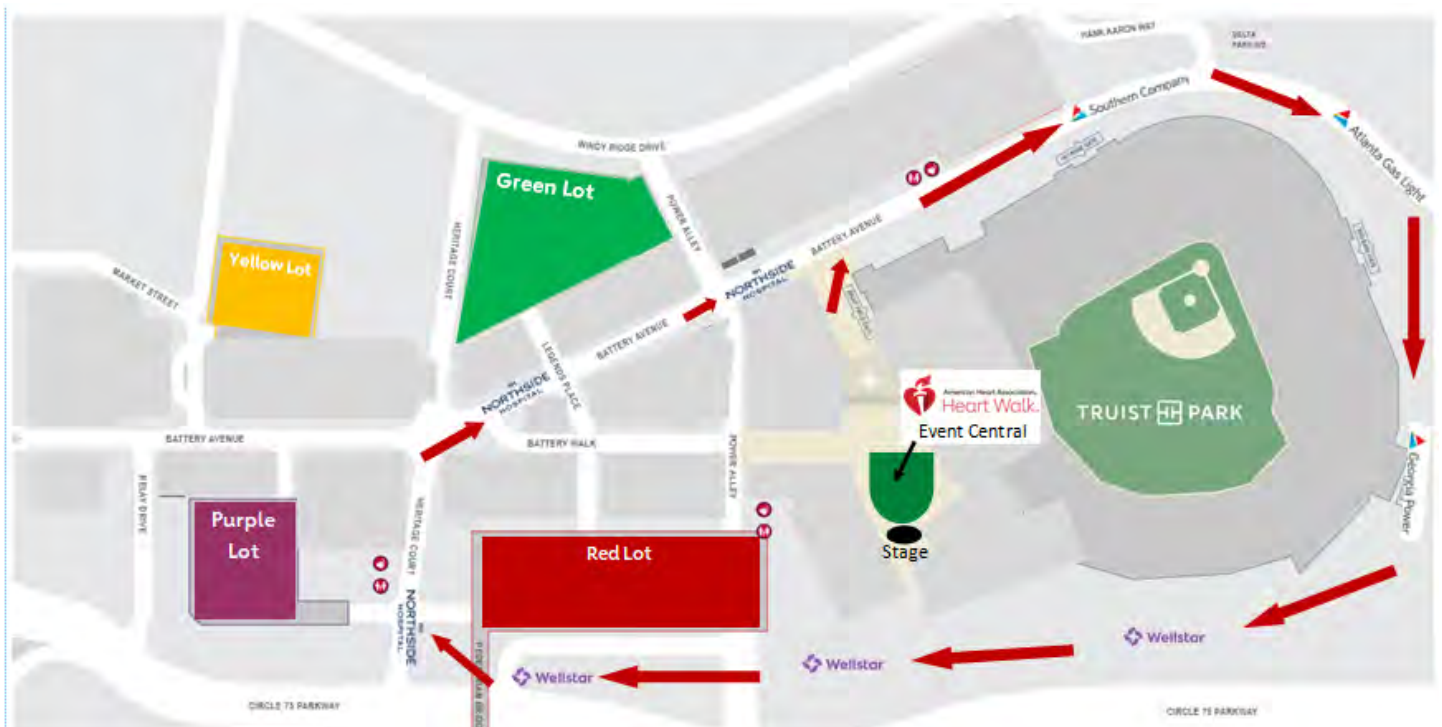 HANK AARON WAY
DELTA
PARKING
Southern Company
Atlanta Gas Light
WINDY RIDGE DRIVE
Green Lot
POWER ALLEY
HERITAGE COURT
Yellow Lot
MARKET STREET
BATTERY AVENUE
NORTHSIDE
HOSPITAL
BATTERY AVENUE
LEGENDS PLACE
NORTHSIDE
HOSPITAL
American Heart Association.
Heart Walk.
Event Central
TRUIST PARK
BATTERY AVENUE
BATTERY WALK
POWER ALLEY
Georgia Power
RELAY DRIVE
HERITAGE COURT
Purple
Lot
Red Lot
Stage
NORTHSIDE
HOSPITAL
Wellstar
Wellstar
Wellstar
CIRCLE 75 PARKWAY
CIRCLE 75 PARKWAY